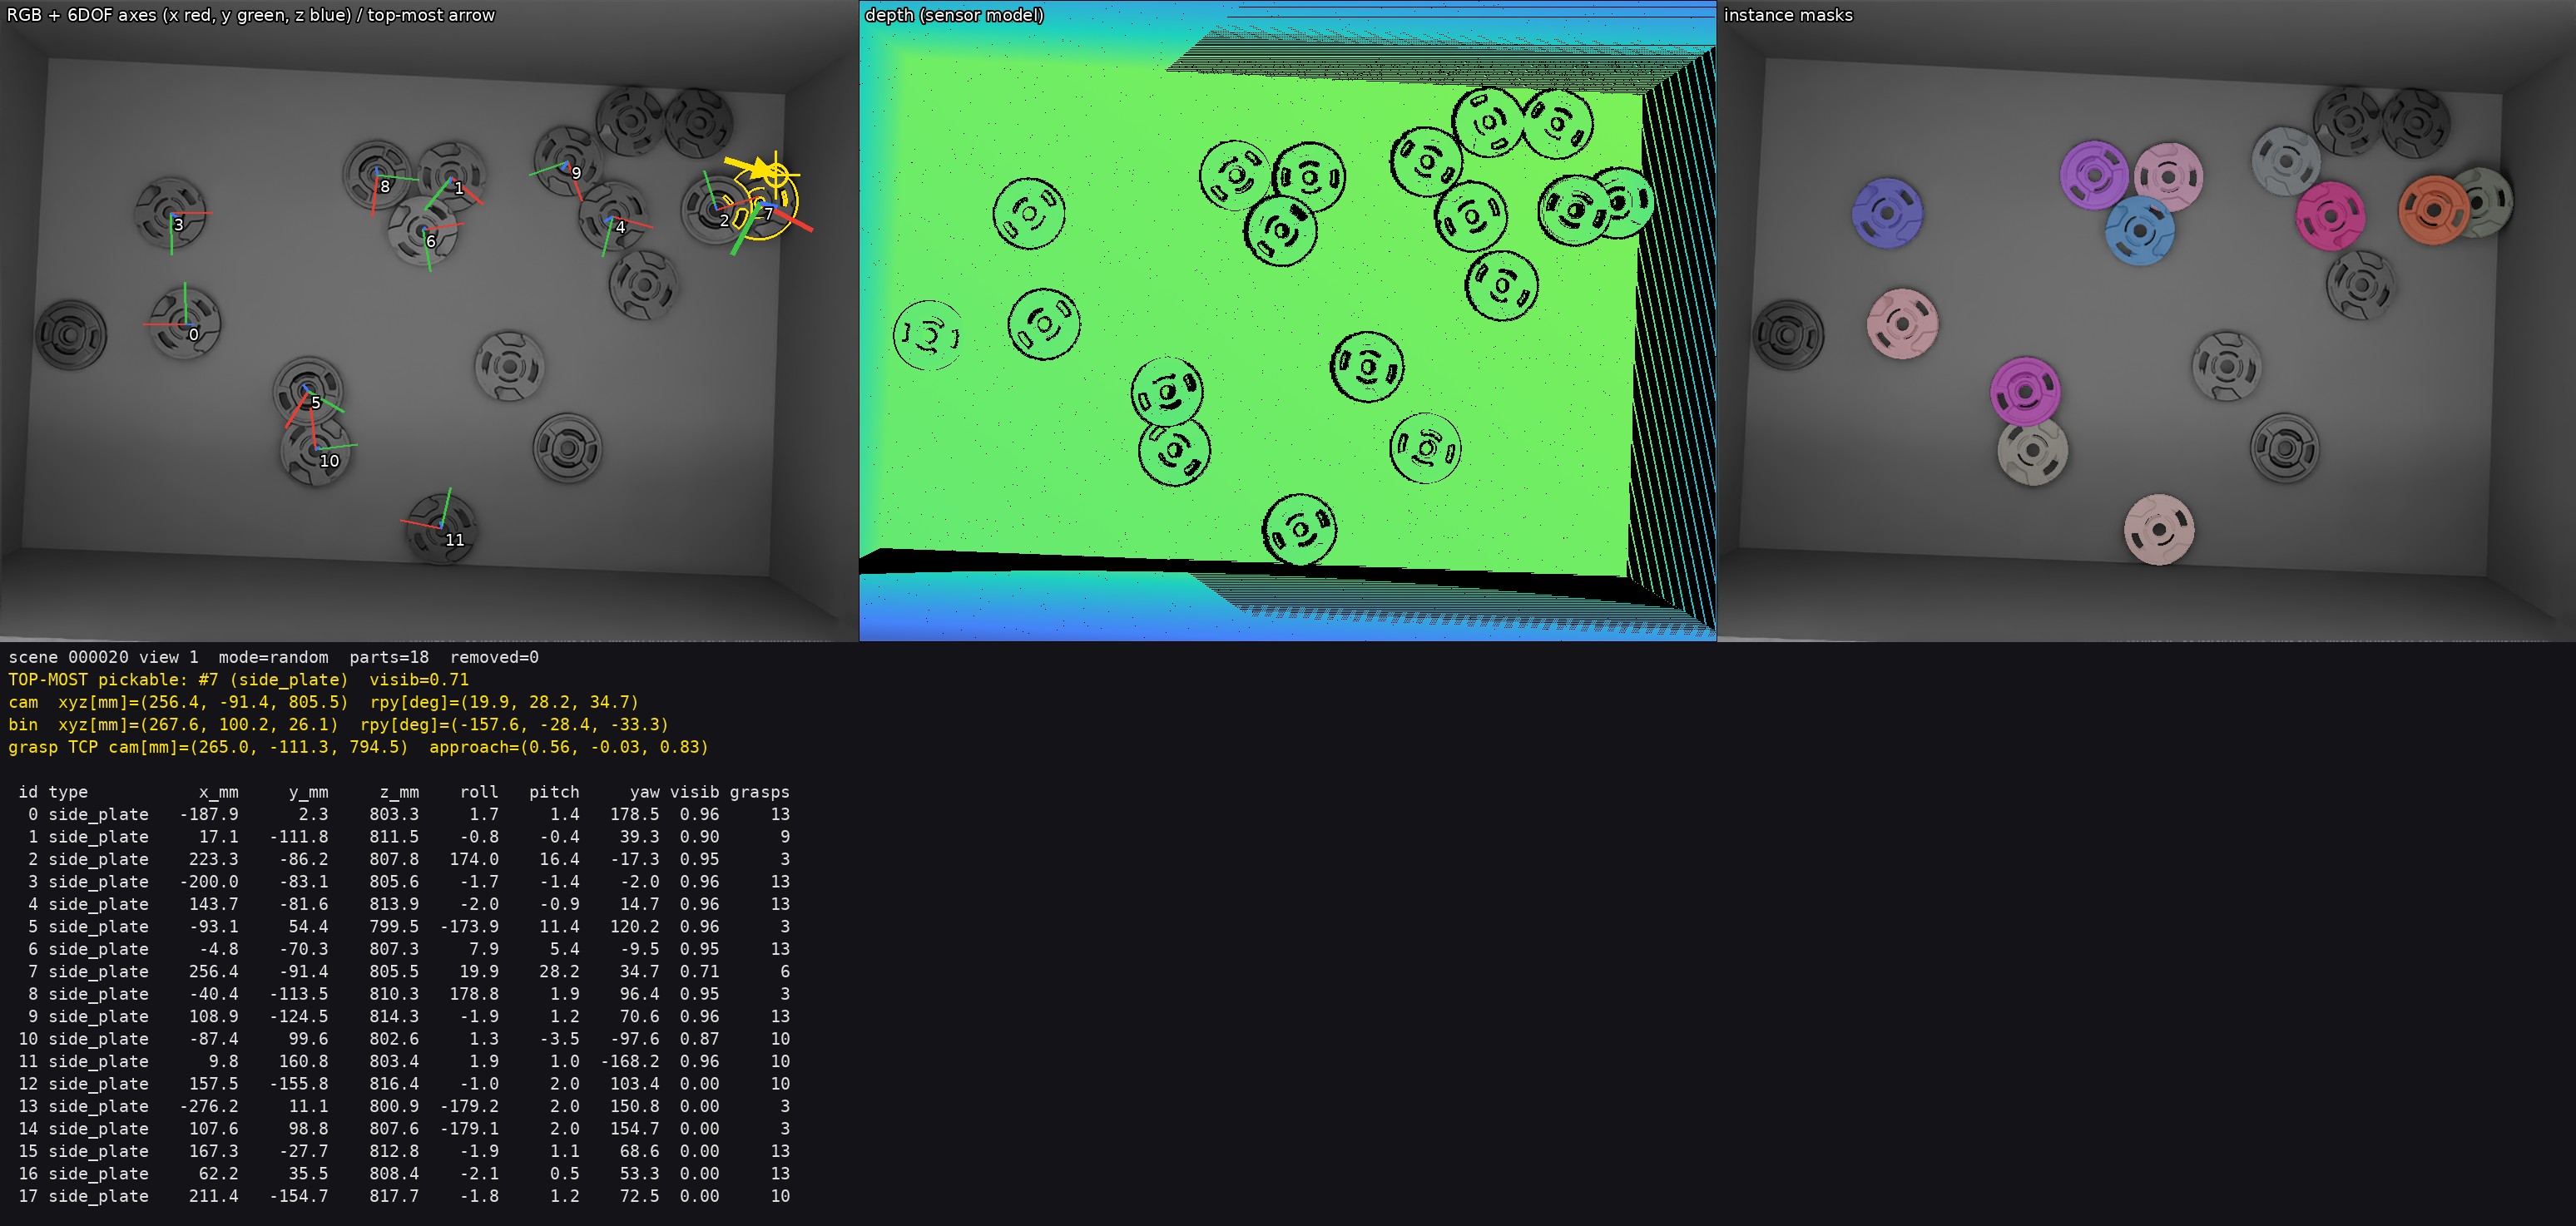 RGB + 6DOF axes (x red, y green, z blue) / top-most arrow
depth (sensor model)
instance masks
9
8
1
3
2
7
4
6
0
5
10
11
scene 000020 view 1 mode=random parts=18 removed=0
TOP-MOST pickable: #7 (side_plate) visib=0.71
cam xyz[mm]=(256.4, -91.4, 805.5) rpy[deg]=(19.9, 28.2, 34.7)
bin xyz[mm]=(267.6, 100.2, 26.1) rpy[deg]=(-157.6, -28.4, -33.3)
grasp TCP cam[mm]=(265.0, -111.3, 794.5) approach=(0.56, -0.03, 0.83)
id type x_mm y_mm z_mm roll pitch yaw visib grasps
0 side_plate -187.9 2.3 803.3 1.7 1.4 178.5 0.96 13
1 side_plate 17.1 -111.8 811.5 -0.8 -0.4 39.3 0.90 9
2 side_plate 223.3 -86.2 807.8 174.0 16.4 -17.3 0.95 3
3 side_plate -200.0 -83.1 805.6 -1.7 -1.4 -2.0 0.96 13
4 side_plate 143.7 -81.6 813.9 -2.0 -0.9 14.7 0.96 13
5 side_plate -93.1 54.4 799.5 -173.9 11.4 120.2 0.96 3
6 side_plate -4.8 -70.3 807.3 7.9 5.4 -9.5 0.95 13
7 side_plate 256.4 -91.4 805.5 19.9 28.2 34.7 0.71 6
8 side_plate -40.4 -113.5 810.3 178.8 1.9 96.4 0.95 3
9 side_plate 108.9 -124.5 814.3 -1.9 1.2 70.6 0.96 13
10 side_plate -87.4 99.6 802.6 1.3 -3.5 -97.6 0.87 10
11 side_plate 9.8 160.8 803.4 1.9 1.0 -168.2 0.96 10
12 side_plate 157.5 -155.8 816.4 -1.0 2.0 103.4 0.00 10
13 side_plate -276.2 11.1 800.9 -179.2 2.0 150.8 0.00 3
14 side_plate 107.6 98.8 807.6 -179.1 2.0 154.7 0.00 3
15 side_plate 167.3 -27.7 812.8 -1.9 1.1 68.6 0.00 13
16 side_plate 62.2 35.5 808.4 -2.1 0.5 53.3 0.00 13
17 side_plate 211.4 -154.7 817.7 -1.8 1.2 72.5 0.00 10